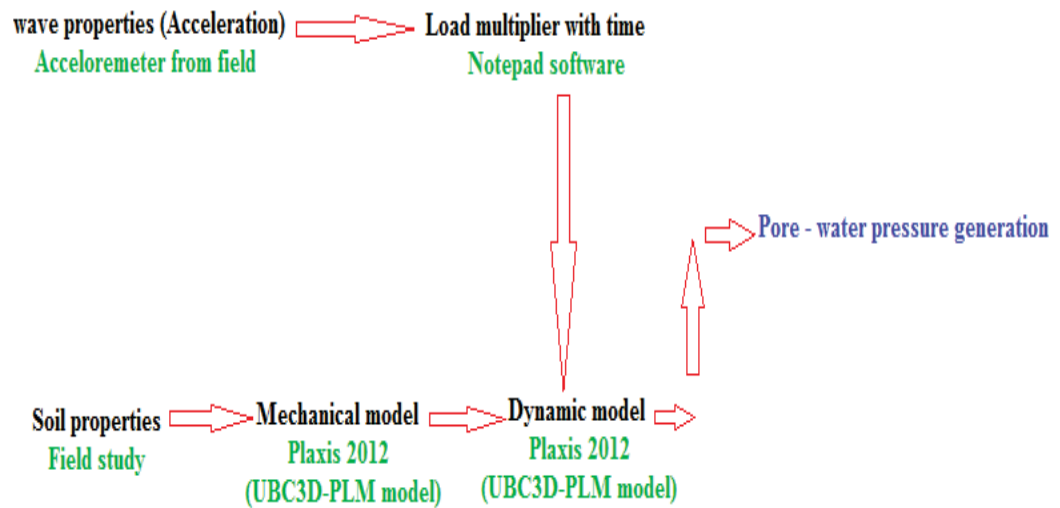 wave properties (Acceleration)
Acceloremeter from field
Load multiplier with time
Notepad software
Pore - water pressure generation
Soil properties
Field study
Mechanical model
Plaxis 2012
(UBC3D-PLM model)
Dynamic model
Plaxis 2012
(UBC3D-PLM model)